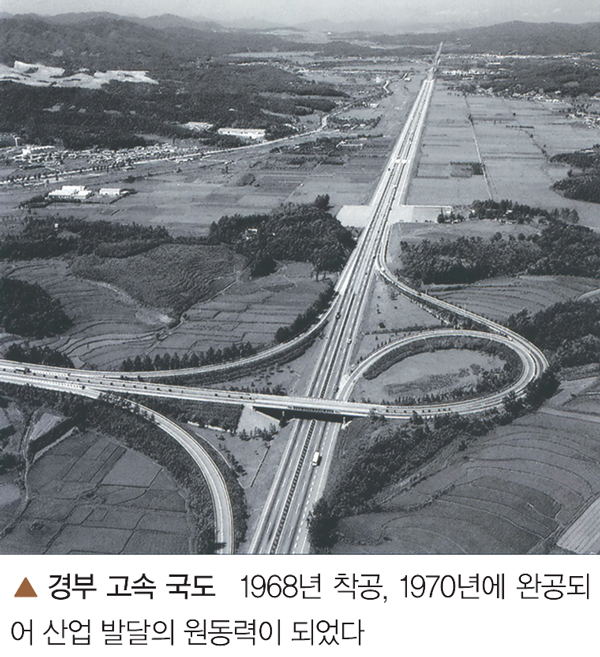 ▲ 경부 고속 국도 1968년 착공, 1970년에 완공되
어 산업 발달의 원동력이 되었다